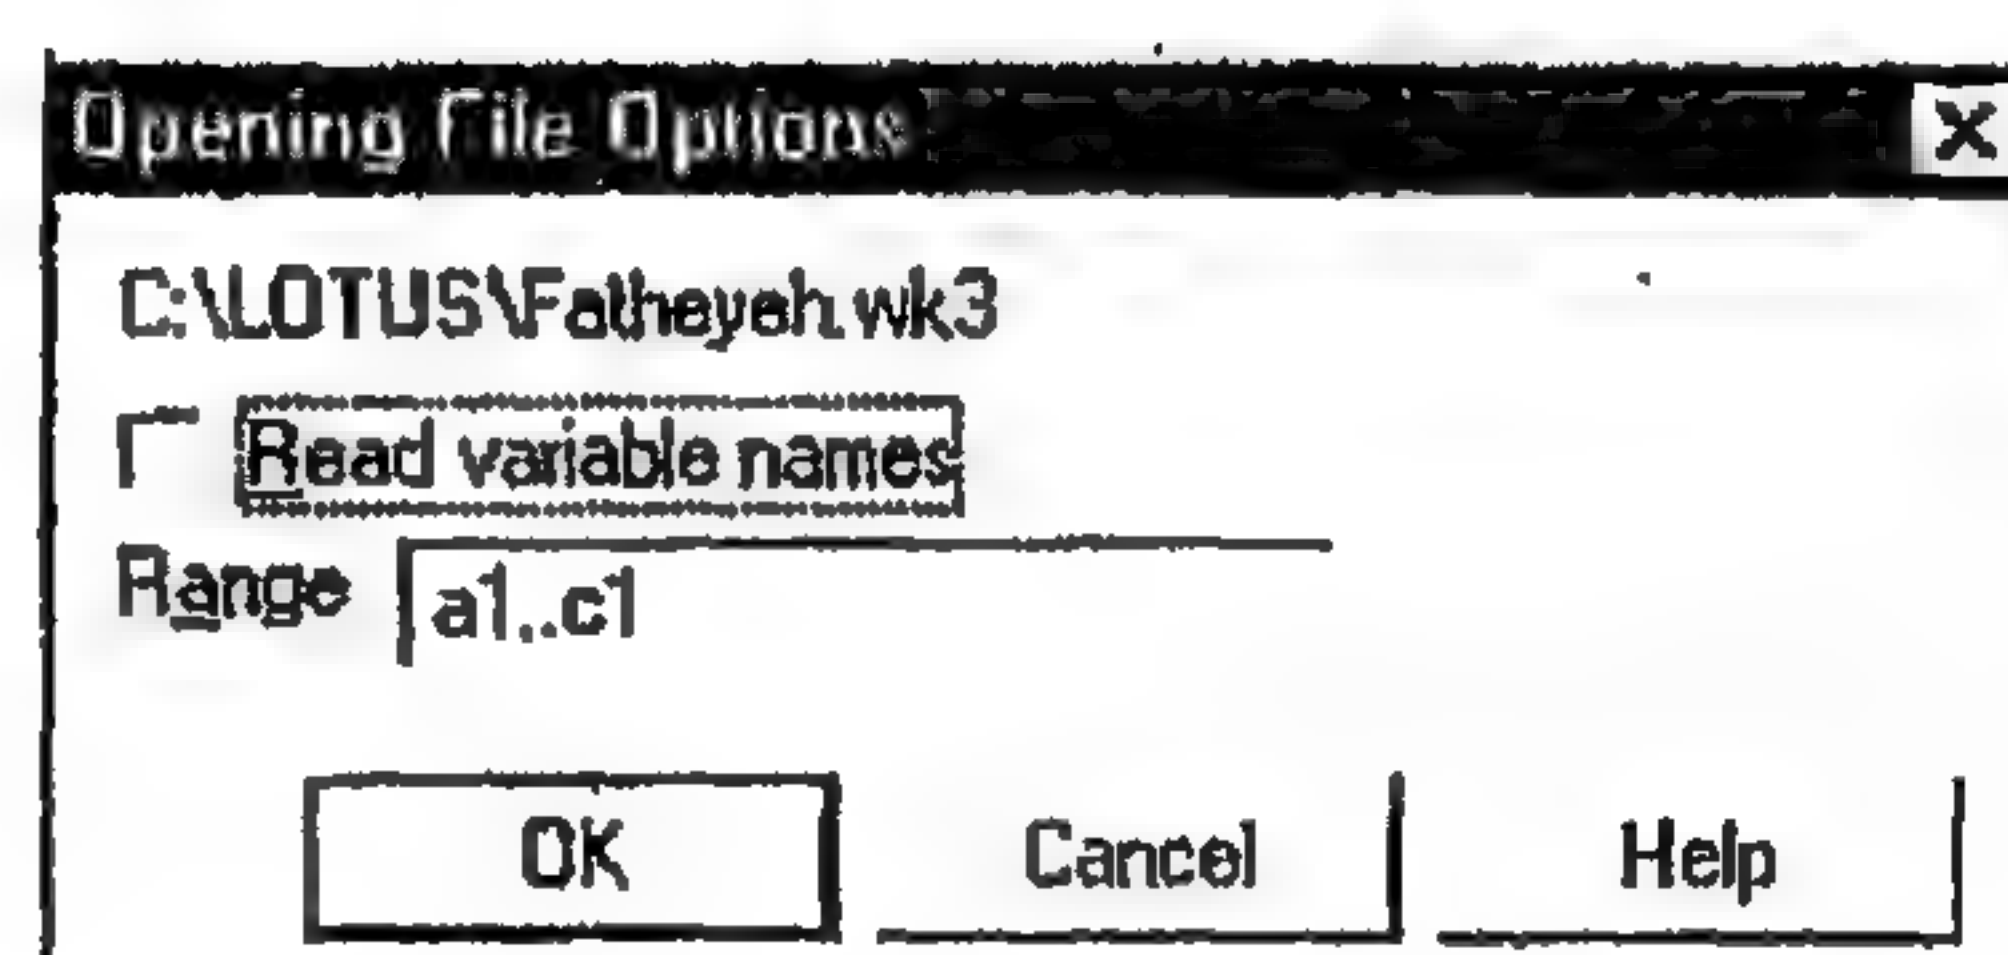 Opening File Options
C:\LOTUS\Fatheyeh.wk3
Read variable names
Range a1..c1
OK Cancel Help